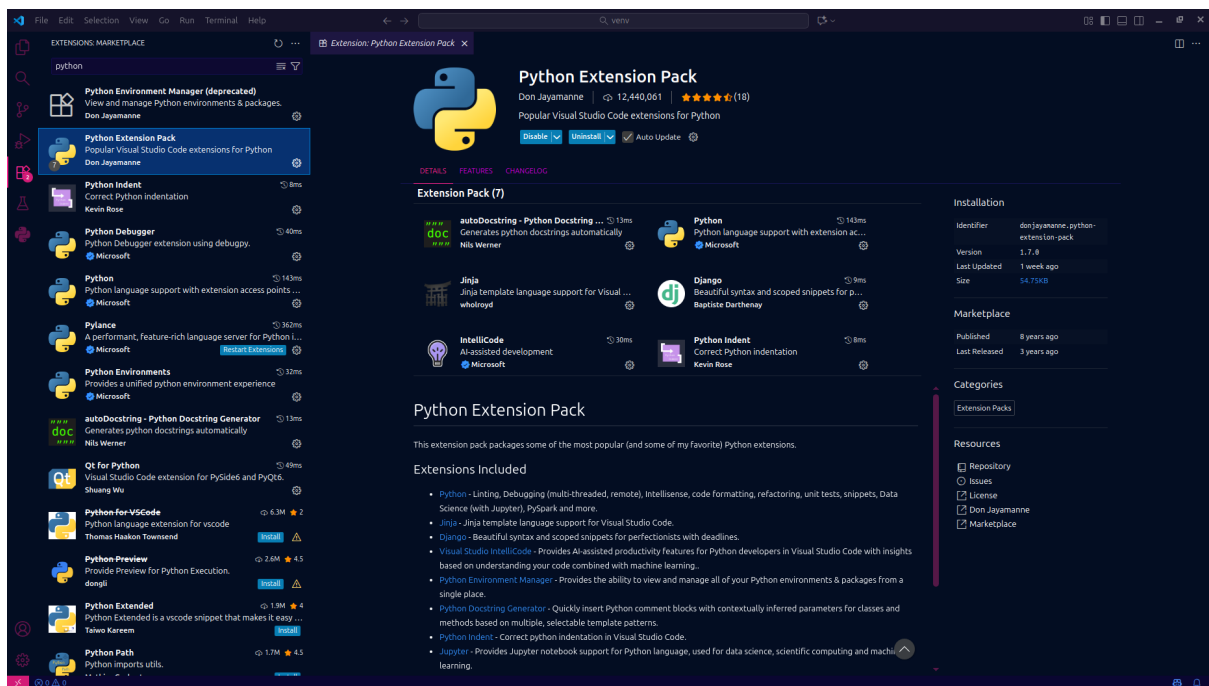 File Edit Selection View Go Run Terminal Help
venv
EXTENSIONS: MARKETPLACE
python
Python Environment Manager (deprecated)
View and manage Python environments & packages.
Don Jayamanne
Python Extension Pack
Popular Visual Studio Code extensions for Python
Don Jayamanne
7
2
Python Indent 8ms
Correct Python indentation
Kevin Rose
Python Debugger 40ms
Python Debugger extension using debugpy.
Microsoft
Python 143ms
Python language support with extension access points ...
Microsoft
Pylance 362ms
A performant, feature-rich language server for Python i...
Microsoft Restart Extensions
Python Environments 32ms
Provides a unified python environment experience
Microsoft
autoDocstring - Python Docstring Generator 13ms
Generates python docstrings automatically
Nils Werner
doc
Qt for Python 49ms
Visual Studio Code extension for PySide6 and PyQt6.
Shuang Wu
Qt
Python for VSCode 6.3M 2
Python language extension for vscode
Thomas Haakon Townsend Install
Python Preview 2.6M 4.5
Provide Preview for Python Execution.
dongli Install
Python Extended 1.9M 4
Python Extended is a vscode snippet that makes it easy ...
Taiwo Kareem Install
Python Path 1.7M 4.5
Python imports utils.
0 0
Extension: Python Extension Pack
Python Extension Pack
Don Jayamanne 12,440,061 (18)
Popular Visual Studio Code extensions for Python
Disable Uninstall Auto Update
DETAILS FEATURES CHANGELOG
Extension Pack (7)
autoDocstring - Python Docstring ... 13ms
Generates python docstrings automatically
Nils Werner
doc
Python 143ms
Python language support with extension ac...
Microsoft
Jinja
Jinja template language support for Visual ...
wholroyd
Django 9ms
Beautiful syntax and scoped snippets for p...
Baptiste Darthenay
dj
IntelliCode 30ms
AI-assisted development
Microsoft
Python Indent 8ms
Correct Python indentation
Kevin Rose
Python Extension Pack
This extension pack packages some of the most popular (and some of my favorite) Python extensions.
Extensions Included
• Python - Linting, Debugging (multi-threaded, remote), Intellisense, code formatting, refactoring, unit tests, snippets, Data
Science (with Jupyter), PySpark and more.
• Jinja - Jinja template language support for Visual Studio Code.
• Django - Beautiful syntax and scoped snippets for perfectionists with deadlines.
• Visual Studio IntelliCode - Provides AI-assisted productivity features for Python developers in Visual Studio Code with insights
based on understanding your code combined with machine learning..
• Python Environment Manager - Provides the ability to view and manage all of your Python environments & packages from a
single place.
• Python Docstring Generator - Quickly insert Python comment blocks with contextually inferred parameters for classes and
methods based on multiple, selectable template patterns.
• Python Indent - Correct python indentation in Visual Studio Code.
• Jupyter - Provides Jupyter notebook support for Python language, used for data science, scientific computing and
learning.
Installation
Identifier donjayamanne.python-
extension-pack
Version 1.7.0
Last Updated 1 week ago
Size 54.75KB
Marketplace
Published 8 years ago
Last Released 3 years ago
Categories
Extension Packs
Resources
Repository
Issues
License
Don Jayamanne
Marketplace